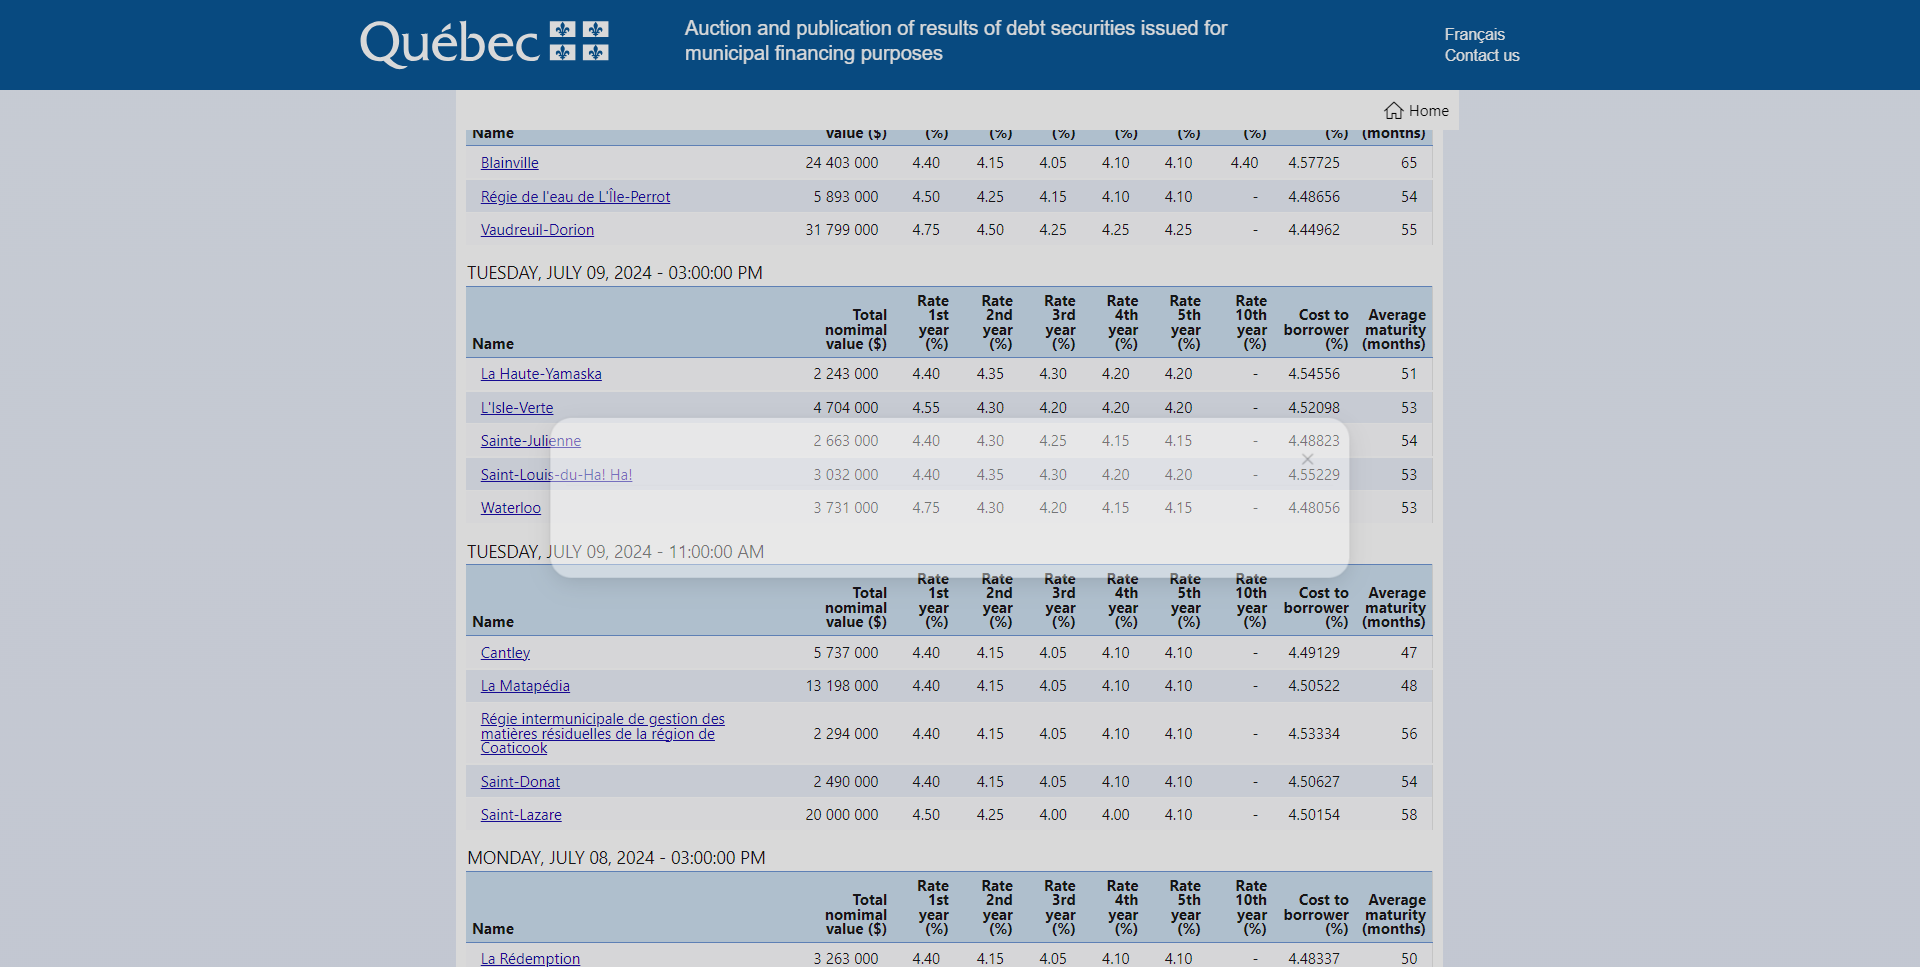 Québec
Auction and publication of results of debt securities issued for
municipal financing purposes
Français
Contact us
Home
Name value ($) (%) (%) (%) (%) (%) (%) (%) (months)
Blainville 24 403 000 4.40 4.15 4.05 4.10 4.10 4.40 4.57725 65
Régie de l'eau de L'Île-Perrot 5 893 000 4.50 4.25 4.15 4.10 4.10 - 4.48656 54
Vaudreuil-Dorion 31 799 000 4.75 4.50 4.25 4.25 4.25 - 4.44962 55
TUESDAY, JULY 09, 2024 - 03:00:00 PM
Rate Rate Rate Rate Rate Rate
Total 1st 2nd 3rd 4th 5th 10th Cost to Average
nomimal year year year year year year borrower maturity
Name value ($) (%) (%) (%) (%) (%) (%) (%) (months)
La Haute-Yamaska 2 243 000 4.40 4.35 4.30 4.20 4.20 - 4.54556 51
L'Isle-Verte 4 704 000 4.55 4.30 4.20 4.20 4.20 - 4.52098 53
Sainte-Julienne 2 663 000 4.40 4.30 4.25 4.15 4.15 - 4.48823 54
Saint-Louis-du-Ha! Ha! 3 032 000 4.40 4.35 4.30 4.20 4.20 - 4.55229 53
Waterloo 3 731 000 4.75 4.30 4.20 4.15 4.15 - 4.48056 53
TUESDAY, JULY 09, 2024 - 11:00:00 AM
Rate Rate Rate Rate Rate Rate
Total 1st 2nd 3rd 4th 5th 10th Cost to Average
nomimal year year year year year year borrower maturity
Name value ($) (%) (%) (%) (%) (%) (%) (%) (months)
Cantley 5 737 000 4.40 4.15 4.05 4.10 4.10 - 4.49129 47
La Matapédia 13 198 000 4.40 4.15 4.05 4.10 4.10 - 4.50522 48
Régie intermunicipale de gestion des
matières résiduelles de la région de 2 294 000 4.40 4.15 4.05 4.10 4.10 - 4.53334 56
Coaticook
Saint-Donat 2 490 000 4.40 4.15 4.05 4.10 4.10 - 4.50627 54
Saint-Lazare 20 000 000 4.50 4.25 4.00 4.00 4.10 - 4.50154 58
MONDAY, JULY 08, 2024 - 03:00:00 PM
Rate Rate Rate Rate Rate Rate
Total 1st 2nd 3rd 4th 5th 10th Cost to Average
nomimal year year year year year year borrower maturity
Name value ($) (%) (%) (%) (%) (%) (%) (%) (months)
La Rédemption 3 263 000 4.40 4.15 4.05 4.10 4.10 - 4.48337 50